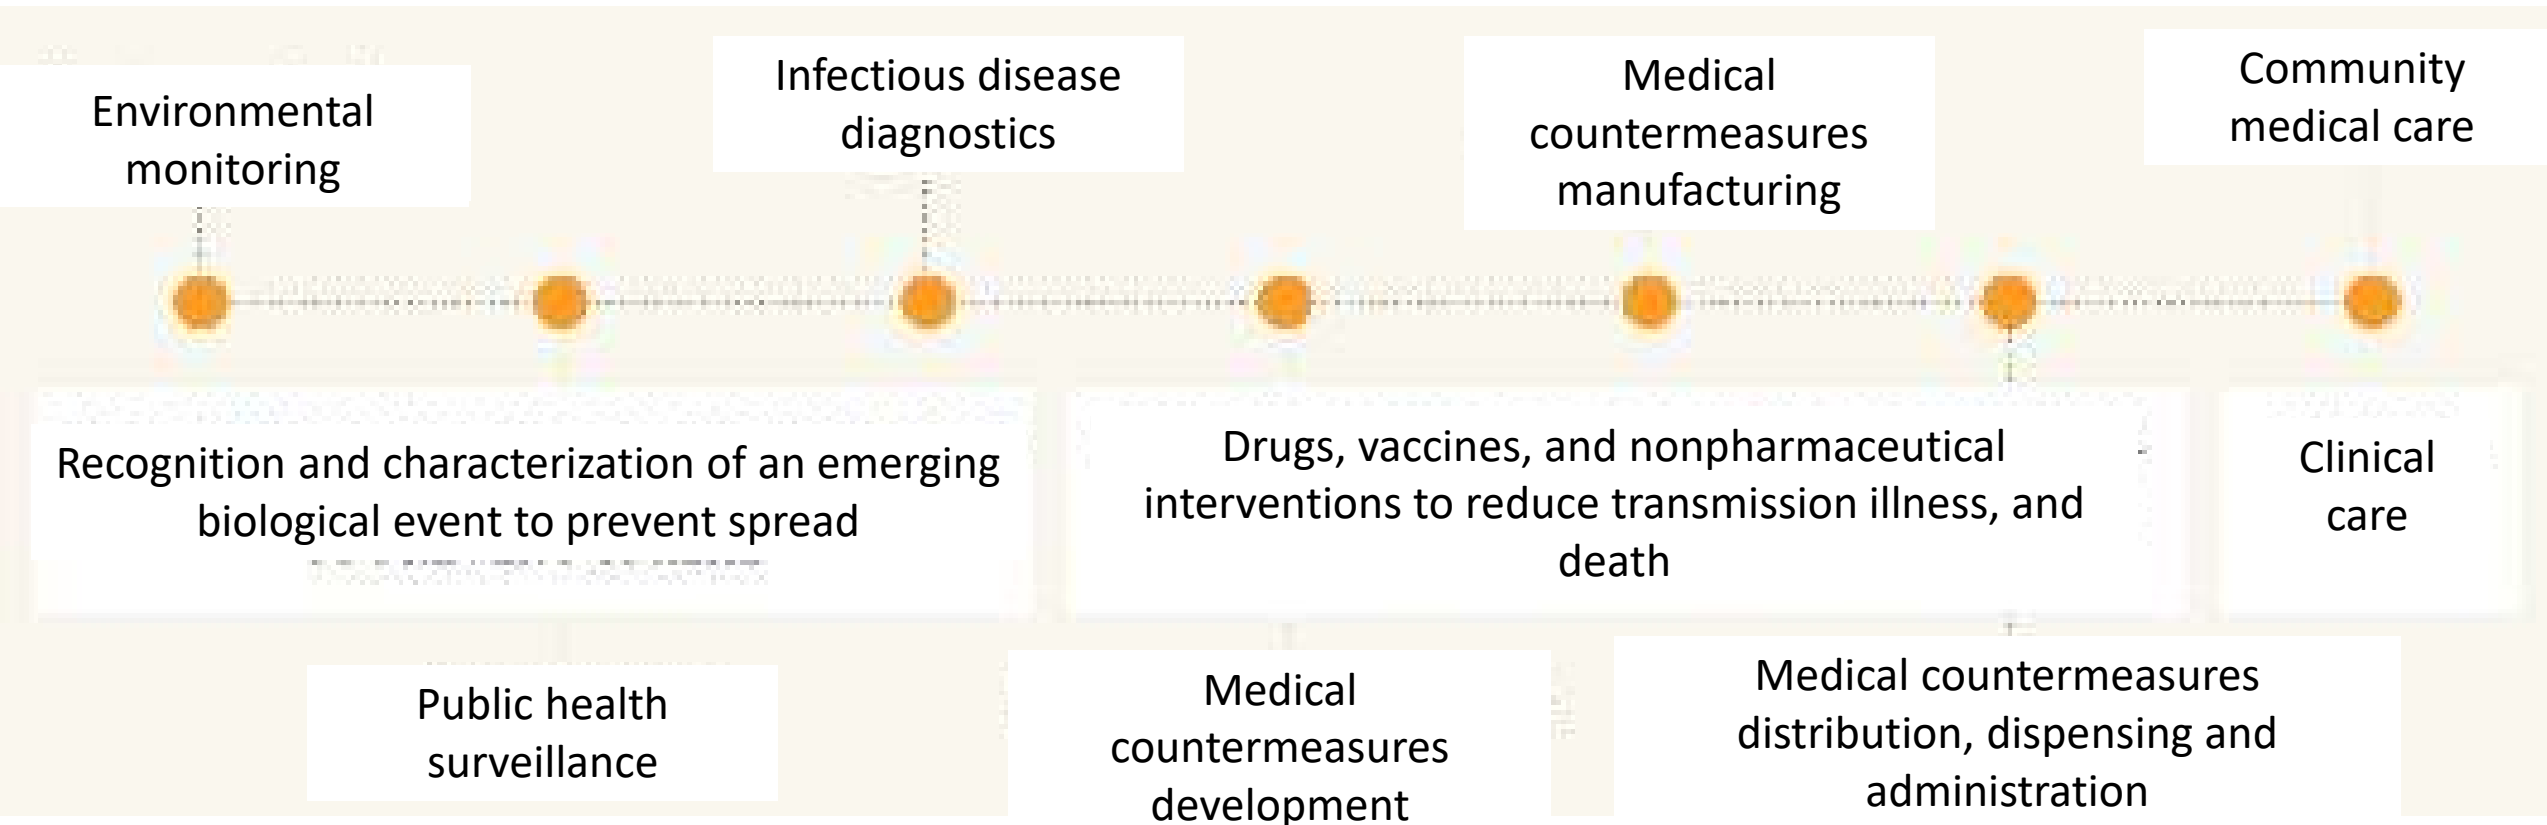 Environmental
monitoring
Infectious disease
diagnostics
Medical
countermeasures
manufacturing
Community
medical care
Recognition and characterization of an emerging
biological event to prevent spread
Drugs, vaccines, and nonpharmaceutical
interventions to reduce transmission illness, and
death
Clinical
care
Public health
surveillance
Medical
countermeasures
development
Medical countermeasures
distribution, dispensing and
administration